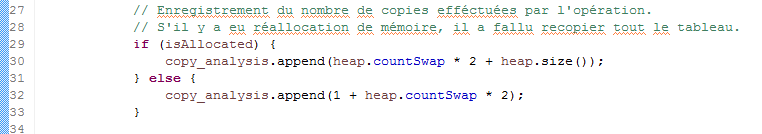 27 // Enregistrement du nombre de copies efféctuées par l'opération.
28 // S'il y a eu réallocation de mémoire, il a fallu recopier tout le tableau.
29 if (isAllocated) {
30 copy_analysis.append(heap.countSwap * 2 + heap.size());
31 } else {
32 copy_analysis.append(1 + heap.countSwap * 2);
33 }
34